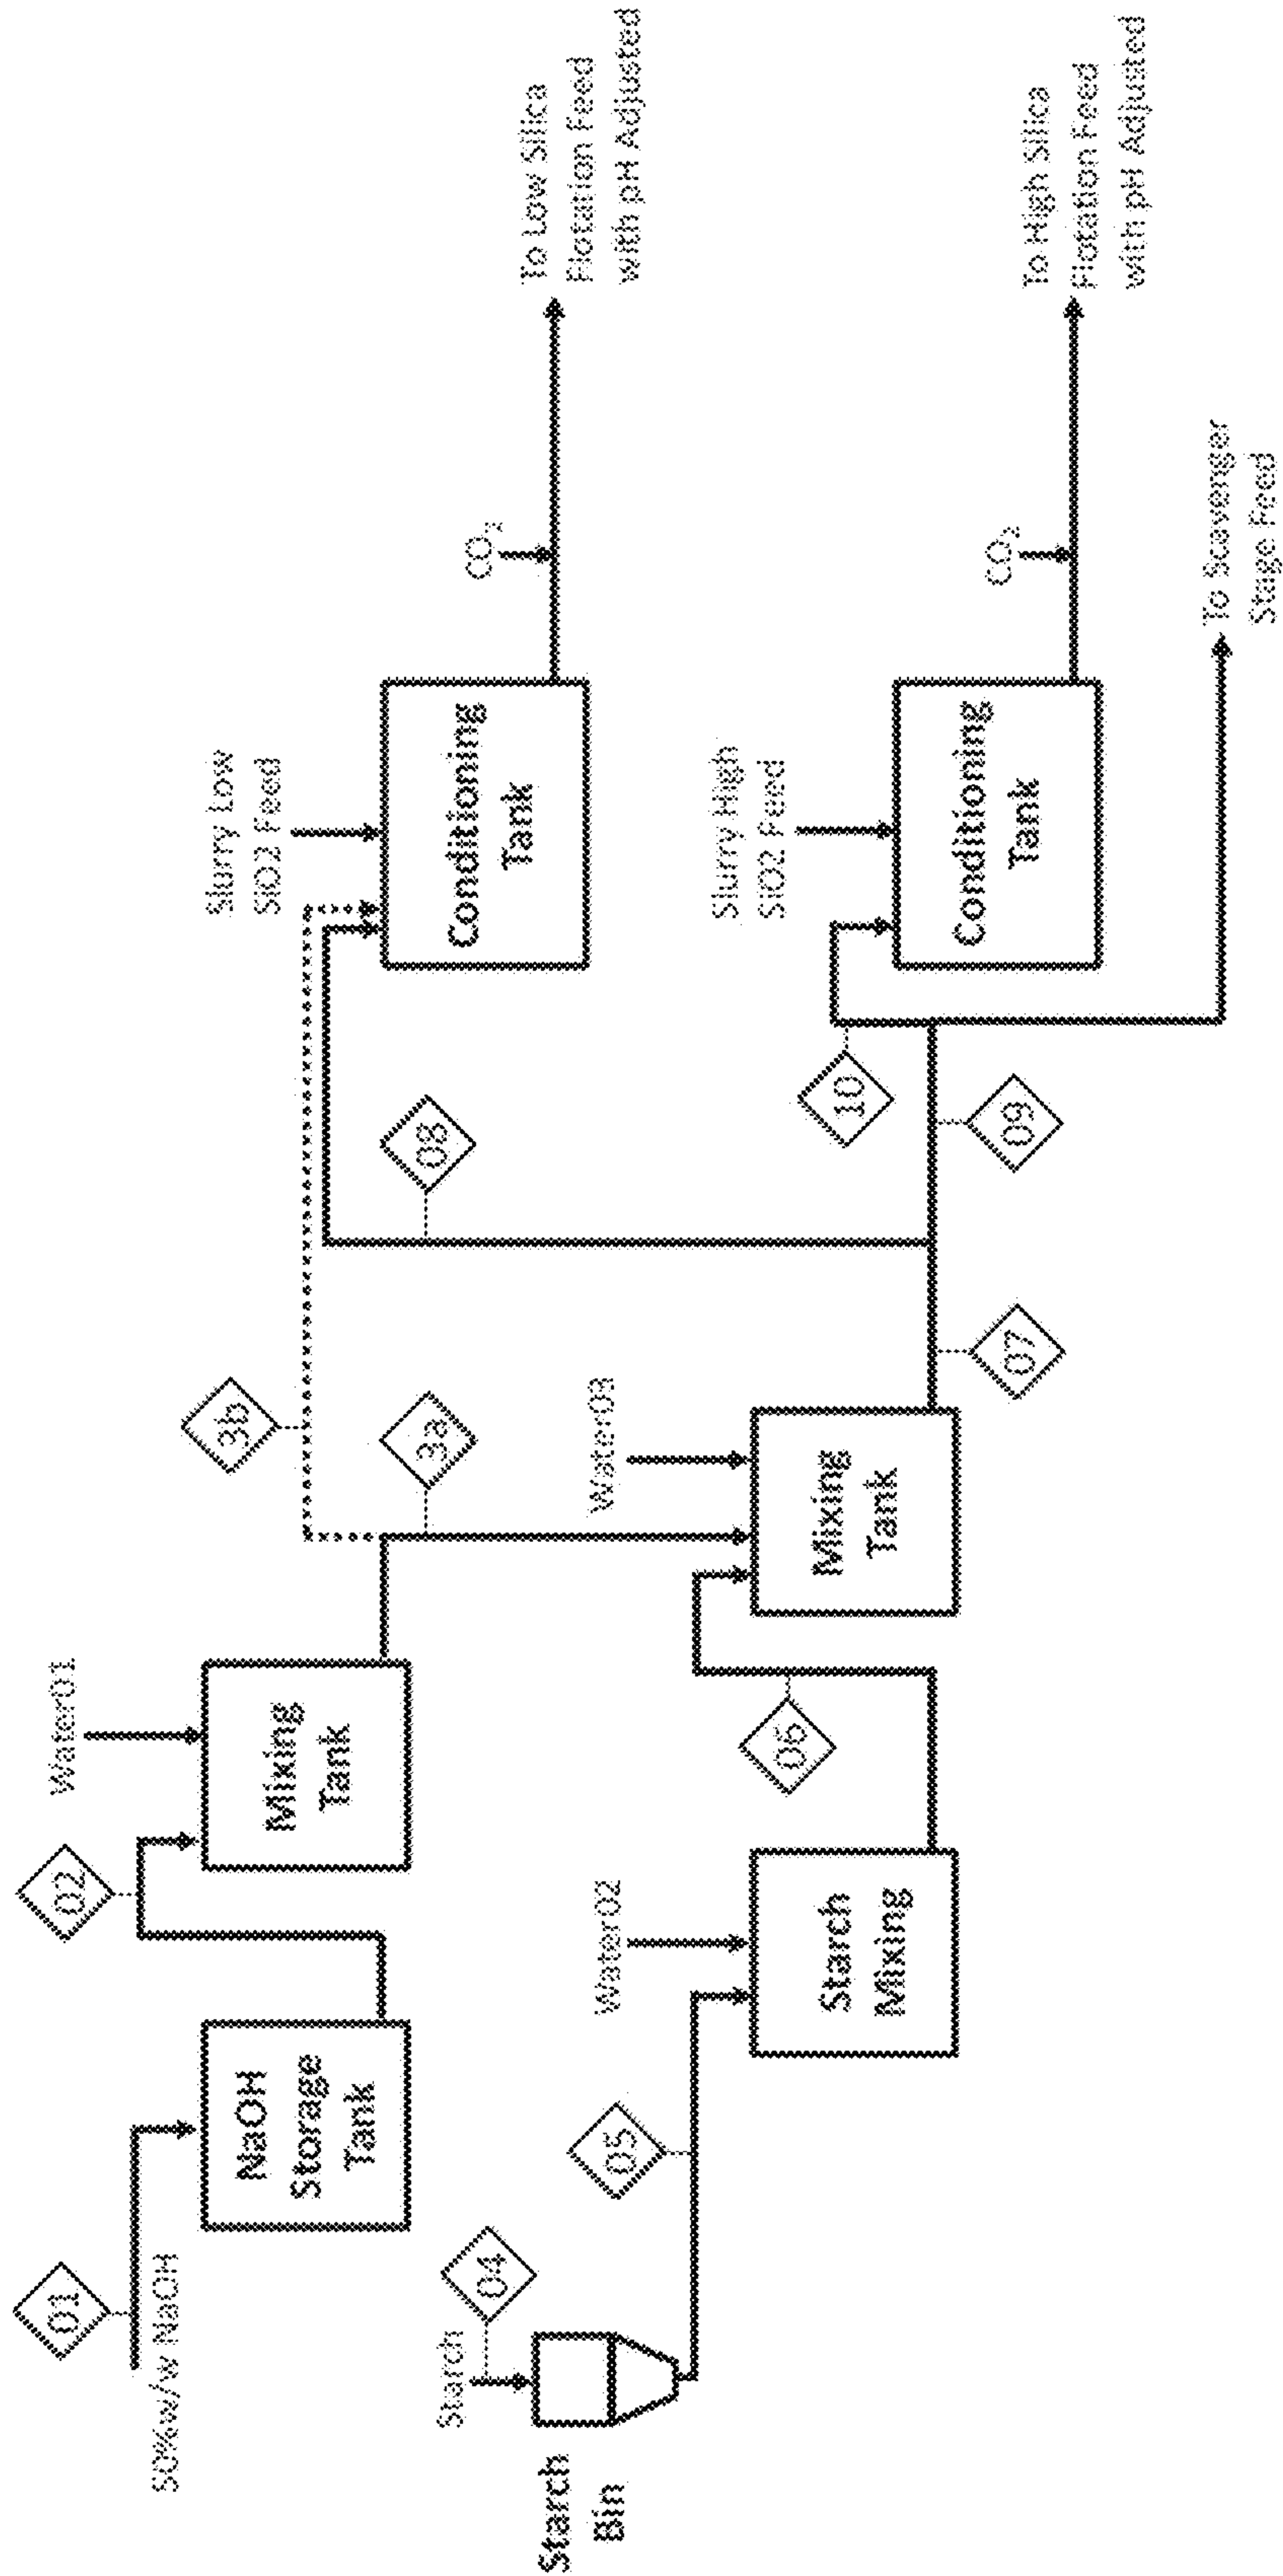 01
50%w/w NaOH
NaOH
Storage
Tank
02
Water01
Mixing
Tank
3b
3a
Starch
04
Starch
Bin
05
Water02
Starch
Mixing
06
Water03
Mixing
Tank
07
08
09
10
Slurry Low
SiO2 Feed
Conditioning
Tank
CO₂
To Low Silica
Flotation Feed
with pH Adjusted
Slurry High
SiO2 Feed
Conditioning
Tank
CO₂
To High Silica
Flotation Feed
with pH Adjusted
To Scavenger
Stage Feed